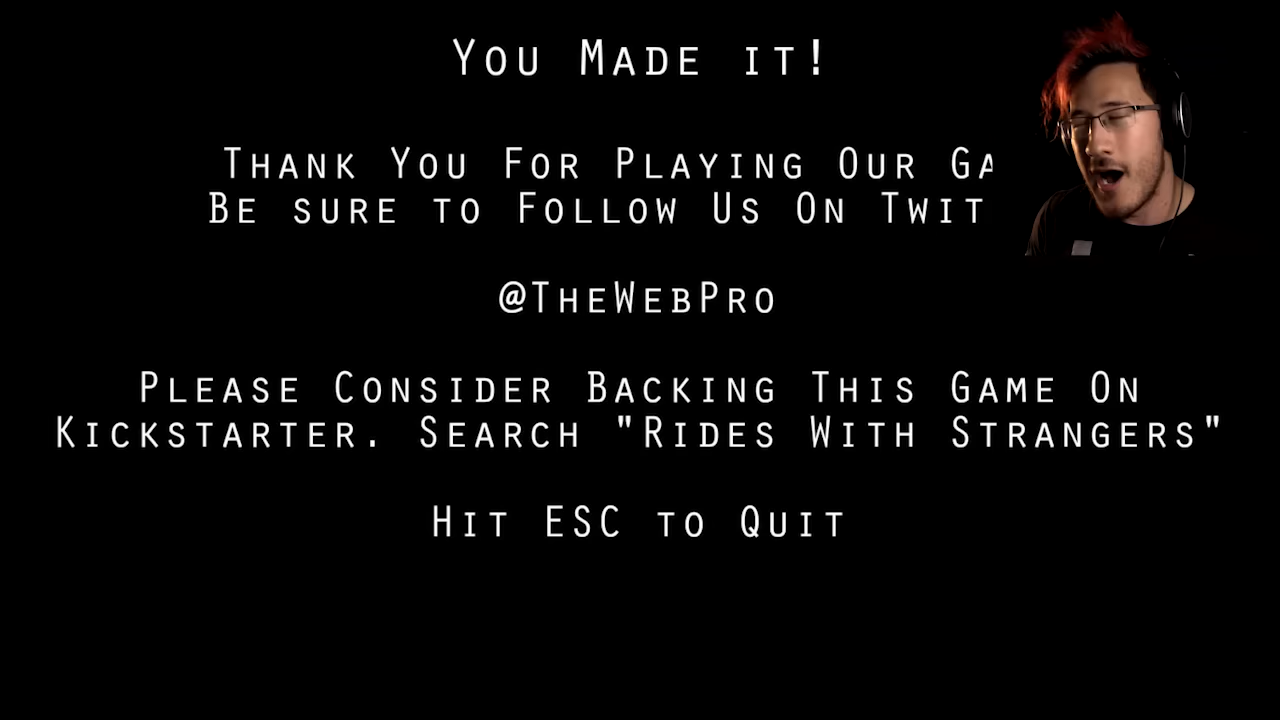 You Made it!
Thank You For Playing Our Ga
Be sure to Follow Us On Twit
@TheWebPro
Please Consider Backing This Game On
Kickstarter. Search "Rides With Strangers"
Hit ESC to Quit